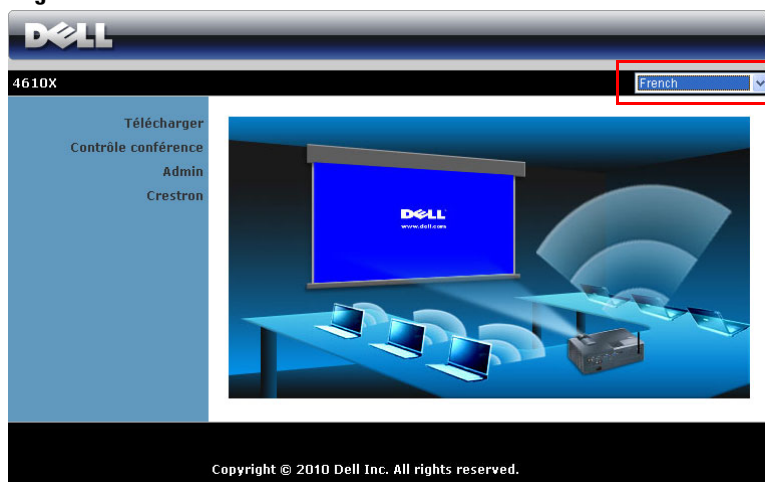 DELL
4610X
French
Télécharger
Contrôle conférence
Admin
Crestron
DELL
www.dell.com
Copyright © 2010 Dell Inc. All rights reserved.